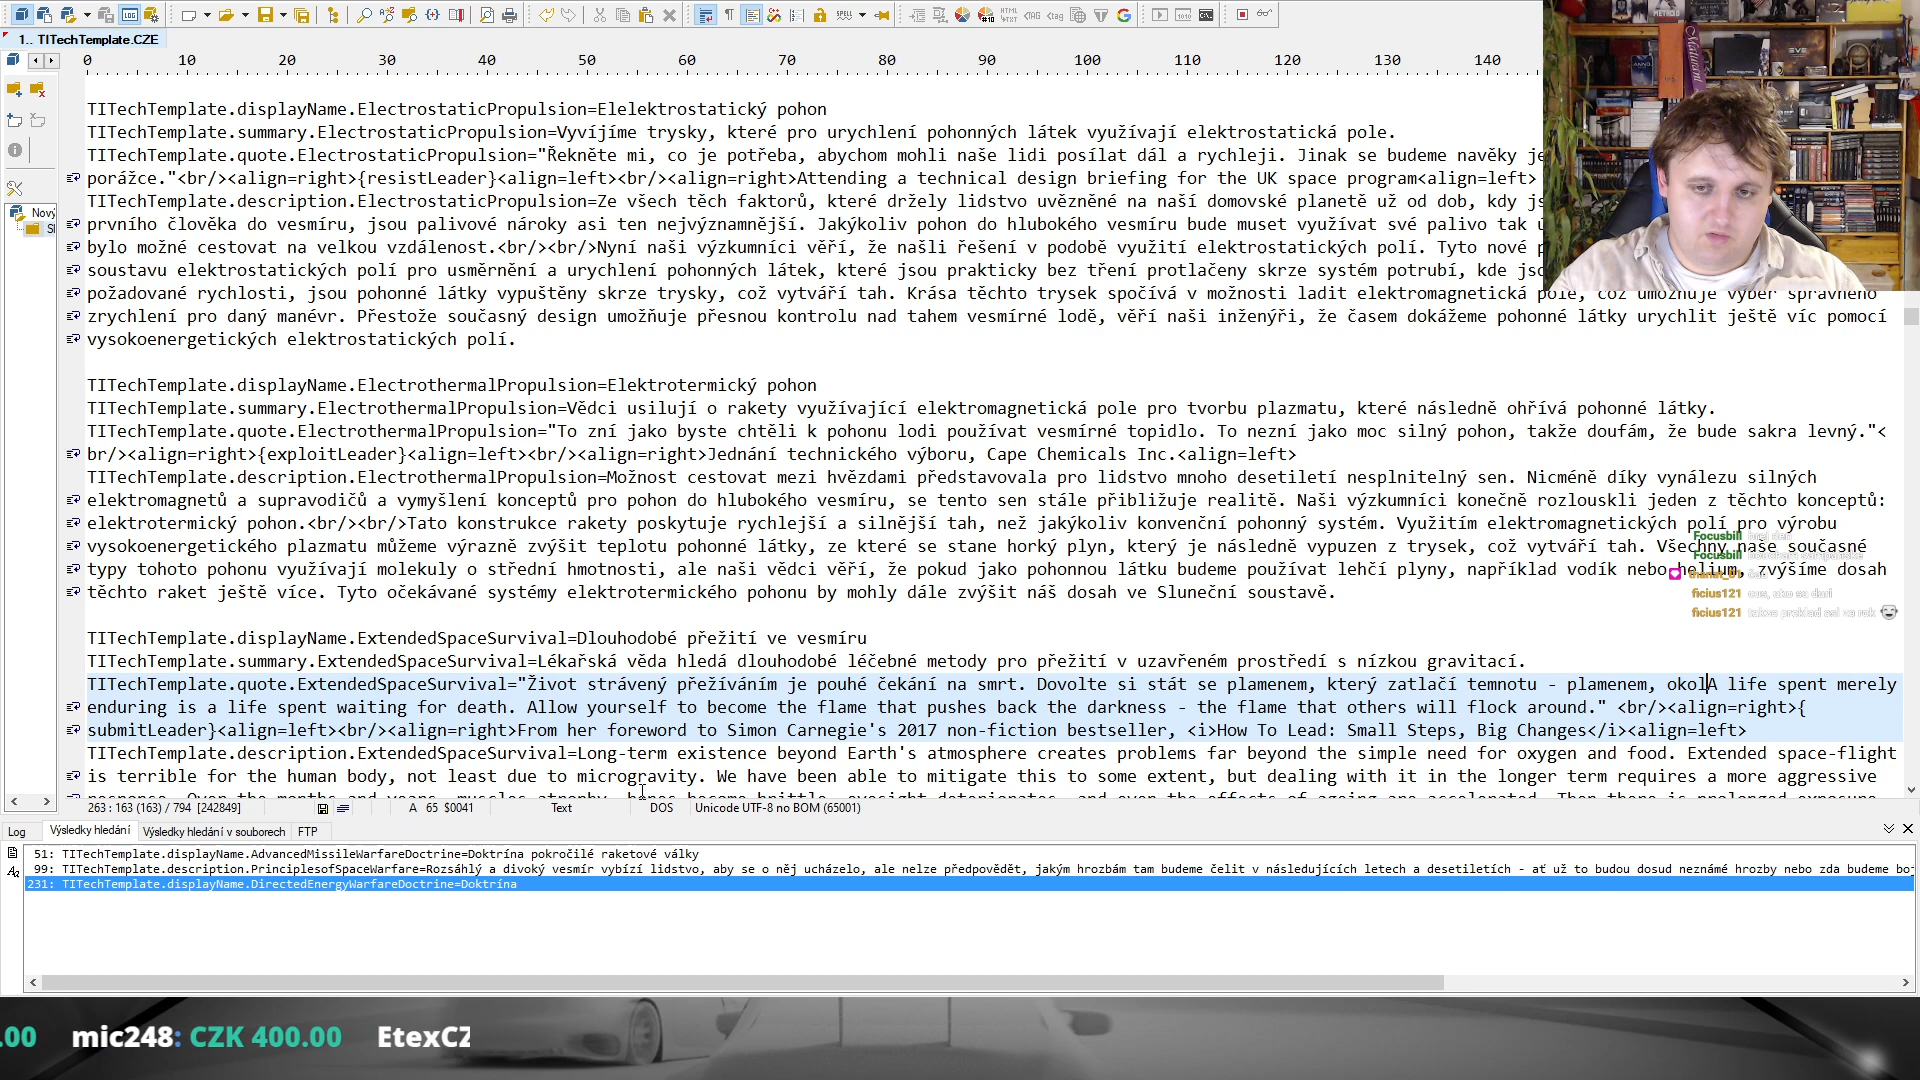 1.. TITechTemplate.CZE
0 10 20 30 40 50 60 70 80 90 100 110 120 130 140
TITechTemplate.displayName.ElectrostaticPropulsion=Elelektrostatický pohon
TITechTemplate.summary.ElectrostaticPropulsion=Vyvíjíme trysky, které pro urychlení pohonných látek využívají elektrostatická pole.
TITechTemplate.quote.ElectrostaticPropulsion="Řekněte mi, co je potřeba, abychom mohli naše lidi posílat dál a rychleji. Jinak se budeme navěky
porážce."<br/><align=right>{resistLeader}<align=left><br/><align=right>Attending a technical design briefing for the UK space program<align=left>
TITechTemplate.description.ElectrostaticPropulsion=Ze všech těch faktorů, které držely lidstvo uvězněné na naší domovské planetě už od dob, kdy
prvního člověka do vesmíru, jsou palivové nároky asi ten nejvýznamnější. Jakýkoliv pohon do hlubokého vesmíru bude muset využívat své palivo tak
bylo možné cestovat na velkou vzdálenost.<br/><br/>Nyní naši výzkumníci věří, že našli řešení v podobě využití elektrostatických polí. Tyto nové
soustavu elektrostatických polí pro usměrnění a urychlení pohonných látek, které jsou prakticky bez tření protlačeny skrze systém potrubí, kde
požadované rychlosti, jsou pohonné látky vypuštěny skrze trysky, což vytváří tah. Krása těchto trysek spočívá v možnosti ladit elektromagnetická pole, což umožňuje výběr správného
zrychlení pro daný manévr. Přestože současný design umožňuje přesnou kontrolu nad tahem vesmírné lodě, věří naši inženýři, že časem dokážeme pohonné látky urychlit ještě víc pomocí
vysokoenergetických elektrostatických polí.
TITechTemplate.displayName.ElectrothermalPropulsion=Elektrotermický pohon
TITechTemplate.summary.ElectrothermalPropulsion=Vědci usilují o rakety využívající elektromagnetická pole pro tvorbu plazmatu, které následně ohřívá pohonné látky.
TITechTemplate.quote.ElectrothermalPropulsion="To zní jako byste chtěli k pohonu lodi používat vesmírné topidlo. To nezní jako moc silný pohon, takže doufám, že bude sakra levný."<
br/><align=right>{exploitLeader}<align=left><br/><align=right>Jednání technického výboru, Cape Chemicals Inc.<align=left>
TITechTemplate.description.ElectrothermalPropulsion=Možnost cestovat mezi hvězdami představovala pro lidstvo mnoho desetiletí nesplnitelný sen. Nicméně díky vynálezu silných
elektromagnetů a supravodičů a vymyšlení konceptů pro pohon do hlubokého vesmíru, se tento sen stále přibližuje realitě. Naši výzkumníci konečně rozlouskli jeden z těchto konceptů:
elektrotermický pohon.<br/><br/>Tato konstrukce rakety poskytuje rychlejší a silnější tah, než jakýkoliv konvenční pohonný systém. Využitím elektromagnetických polí pro výrobu
vysokoenergetického plazmatu můžeme výrazně zvýšit teplotu pohonné látky, ze které se stane horký plyn, který je následně vypuzen z trysek, což vytváří tah. Všechny naše současné
typy tohoto pohonu využívají molekuly o střední hmotnosti, ale naši vědci věří, že pokud jako pohonnou látku budeme používat lehčí plyny, například vodík nebo helium, zvýšíme dosah
těchto raket ještě více. Tyto očekávané systémy elektrotermického pohonu by mohly dále zvýšit náš dosah ve Sluneční soustavě.
Focusbill
Focusbill
ficius121 cus, ako sa dari
ficius121
TITechTemplate.displayName.ExtendedSpaceSurvival=Dlouhodobé přežití ve vesmíru
TITechTemplate.summary.ExtendedSpaceSurvival=Lékařská věda hledá dlouhodobé léčebné metody pro přežití v uzavřeném prostředí s nízkou gravitací.
TITechTemplate.quote.ExtendedSpaceSurvival="Život strávený přežíváním je pouhé čekání na smrt. Dovolte si stát se plamenem, který zatlačí temnotu - plamenem, okolA life spent merely
enduring is a life spent waiting for death. Allow yourself to become the flame that pushes back the darkness - the flame that others will flock around." <br/><align=right>{
submitLeader}<align=left><br/><align=right>From her foreword to Simon Carnegie's 2017 non-fiction bestseller, <i>How To Lead: Small Steps, Big Changes</i><align=left>
TITechTemplate.description.ExtendedSpaceSurvival=Long-term existence beyond Earth's atmosphere creates problems far beyond the simple need for oxygen and food. Extended space-flight
is terrible for the human body, not least due to microgravity. We have been able to mitigate this to some extent, but dealing with it in the longer term requires a more aggressive
263 : 163 (163) / 794 [242849] A 65 $0041 Text DOS Unicode UTF-8 no BOM (65001)
Log Výsledky hledání Výsledky hledání v souborech FTP
51: TITechTemplate.displayName.AdvancedMissileWarfareDoctrine=Doktrína pokročilé raketové války
99: TITechTemplate.description.PrinciplesofSpaceWarfare=Rozsáhlý a divoký vesmír vybízí lidstvo, aby se o něj ucházelo, ale nelze předpovědět, jakým hrozbám tam budeme čelit v následujících letech a desetiletích - ať už to budou dosud neznámé hrozby nebo zda budeme
231: TITechTemplate.displayName.DirectedEnergyWarfareDoctrine=Doktrína
.00 mic248: CZK 400.00 EtexCZ